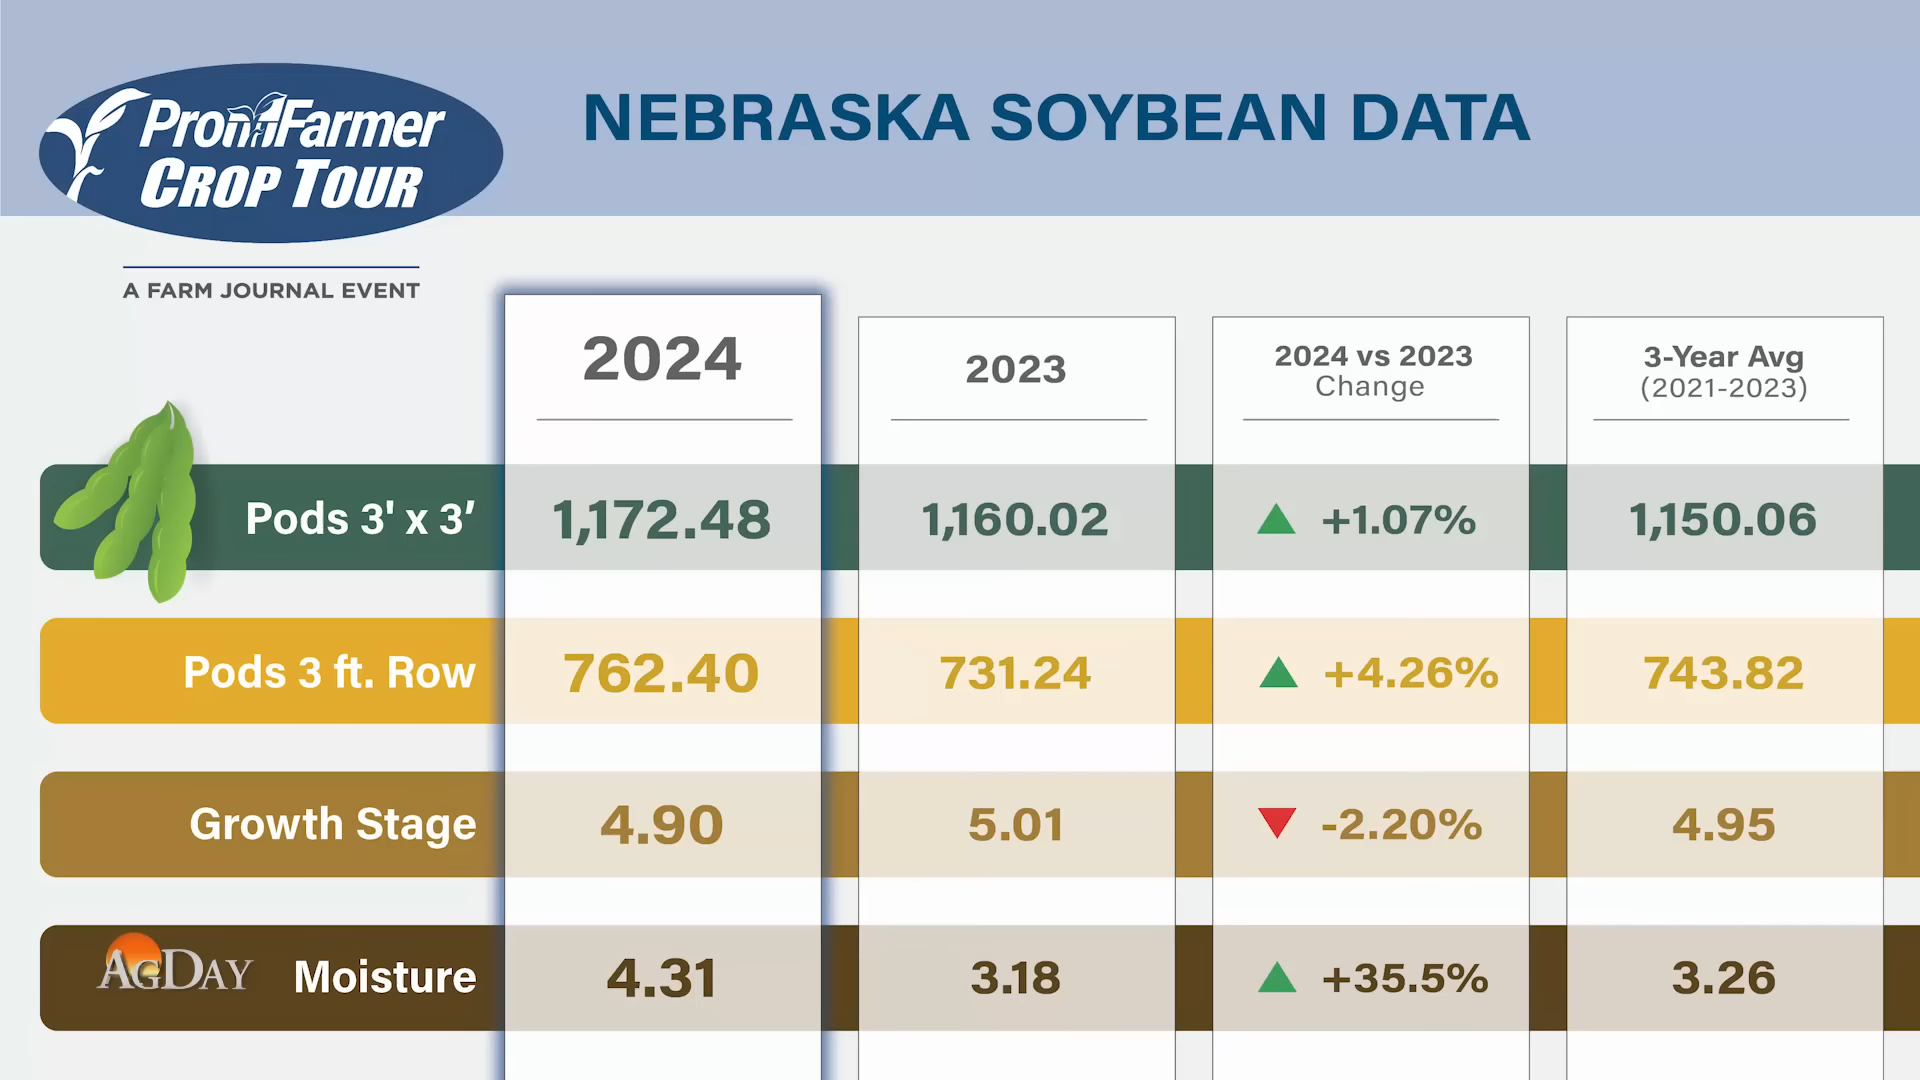 ProFarmer
CROP TOUR
A FARM JOURNAL EVENT
NEBRASKA SOYBEAN DATA
2024 2023 2024 vs 2023 3-Year Avg
Change (2021-2023)
Pods 3' x 3′ 1,172.48 1,160.02 +1.07% 1,150.06
Pods 3 ft. Row 762.40 731.24 +4.26% 743.82
Growth Stage 4.90 5.01 -2.20% 4.95
AGDAY Moisture 4.31 3.18 +35.5% 3.26